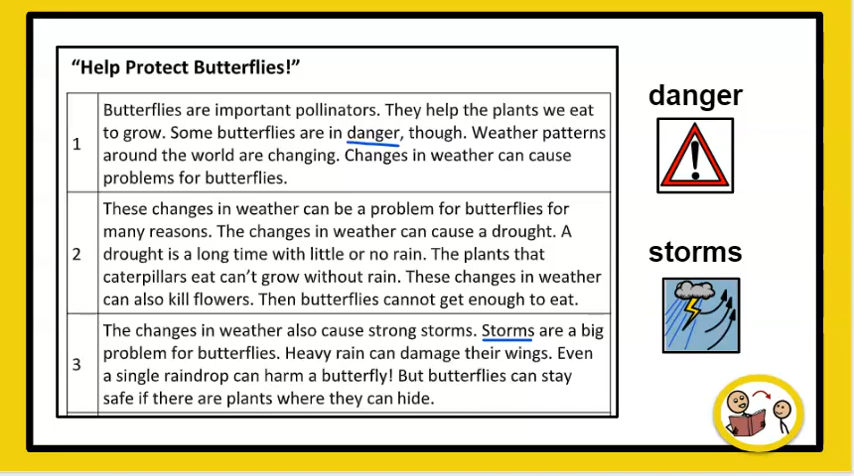 “Help Protect Butterflies!”
1
Butterflies are important pollinators. They help the plants we eat
to grow. Some butterflies are in danger, though. Weather patterns
around the world are changing. Changes in weather can cause
problems for butterflies.
2
These changes in weather can be a problem for butterflies for
many reasons. The changes in weather can cause a drought. A
drought is a long time with little or no rain. The plants that
caterpillars eat can’t grow without rain. These changes in weather
can also kill flowers. Then butterflies cannot get enough to eat.
3
The changes in weather also cause strong storms. Storms are a big
problem for butterflies. Heavy rain can damage their wings. Even
a single raindrop can harm a butterfly! But butterflies can stay
safe if there are plants where they can hide.
danger
storms